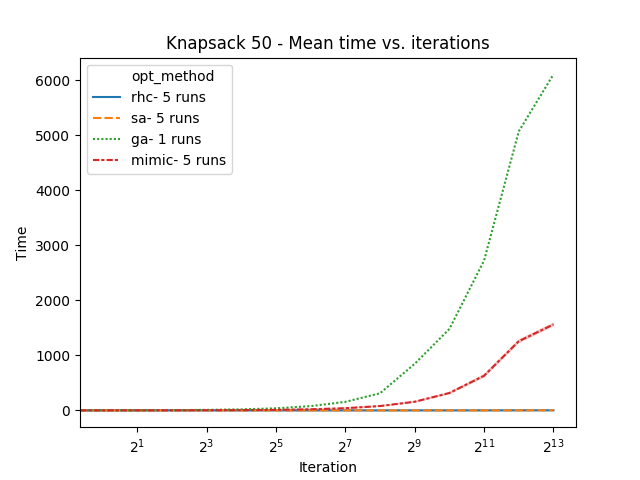 Knapsack 50 - Mean time vs. iterations
opt_method
rhc- 5 runs
sa- 5 runs
ga- 1 runs
mimic- 5 runs
Time
6000
5000
4000
3000
2000
1000
0
2^1 2^3 2^5 2^7 2^9 2^11 2^13
Iteration